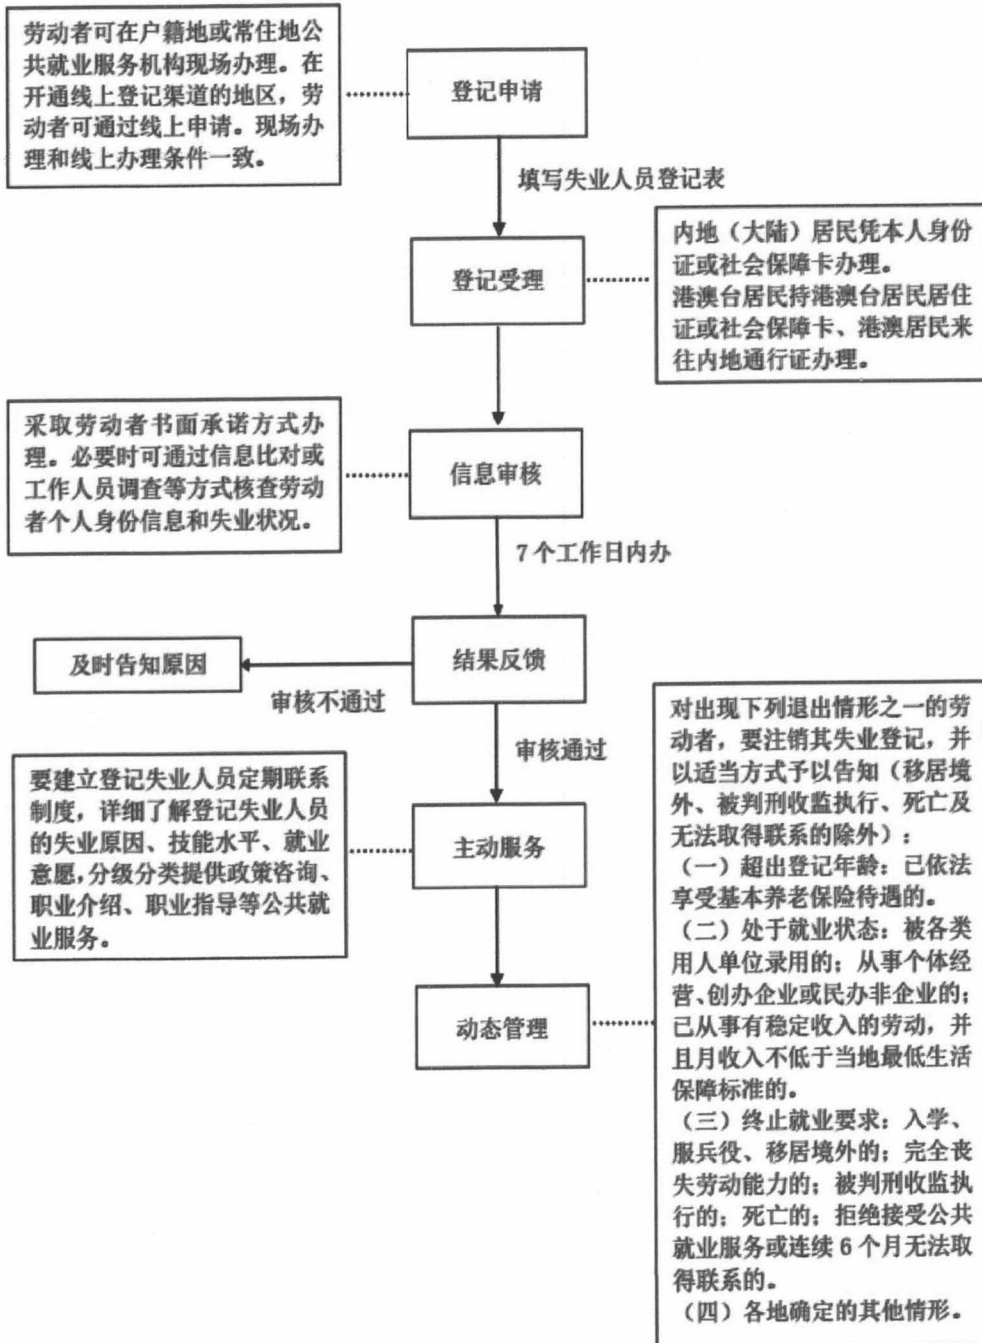 劳动者可在户籍地或常住地公
共就业服务机构现场办理。在
开通线上登记渠道的地区，劳
动者可通过线上申请。现场办
理和线上办理条件一致。
登记申请
填写失业人员登记表
登记受理
内地（大陆）居民凭本人身份
证或社会保障卡办理。
港澳台居民持港澳台居民居住
证或社会保障卡、港澳居民来
往内地通行证办理。
采取劳动者书面承诺方式办
理。必要时可通过信息比对或
工作人员调查等方式核查劳动
者个人身份信息和失业状况。
信息审核
7 个工作日内办
结果反馈
及时告知原因
审核不通过
审核通过
要建立登记失业人员定期联系
制度，详细了解登记失业人员
的失业原因、技能水平、就业
意愿，分级分类提供政策咨询、
职业介绍、职业指导等公共就
业服务。
主动服务
动态管理
对出现下列退出情形之一的劳
动者，要注销其失业登记，并
以适当方式予以告知（移居境
外、被判刑收监执行、死亡及
无法取得联系的除外）：
（一）超出登记年龄：已依法
享受基本养老保险待遇的。
（二）处于就业状态：被各类
用人单位录用的；从事个体经
营、创办企业或民办非企业的；
已从事有稳定收入的劳动，并
且月收入不低于当地最低生活
保障标准的。
（三）终止就业要求：入学、
服兵役、移居境外的；完全丧
失劳动能力的；被判刑收监执
行的；死亡的；拒绝接受公共
就业服务或连续 6 个月无法取
得联系的。
（四）各地确定的其他情形。